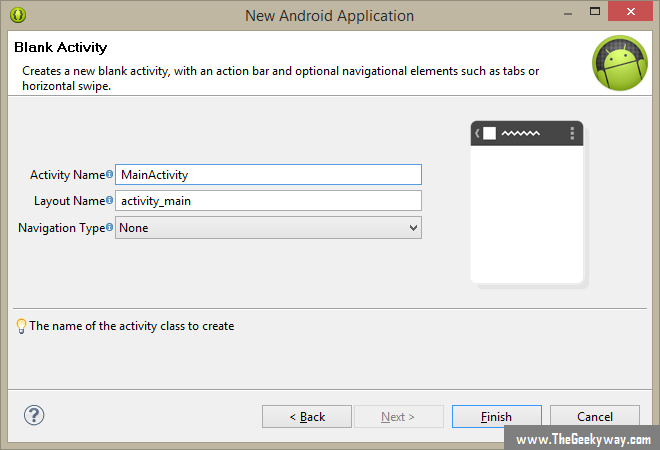 New Android Application
Blank Activity
Creates a new blank activity, with an action bar and optional navigational elements such as tabs or
horizontal swipe.
Activity Name MainActivity
Layout Name activity_main
Navigation Type None
The name of the activity class to create
< Back Next > Finish Cancel
www.TheGeekyway.com